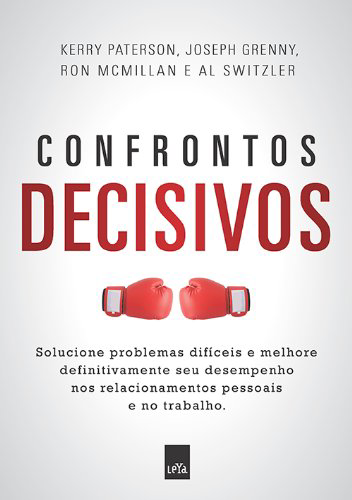 KERRY PATERSON, JOSEPH GRENNY,
RON MCMILLAN E AL SWITZLER
CONFRONTOS
DECISIVOS
Solucione problemas difíceis e melhore
definitivamente seu desempenho
nos relacionamentos pessoais
e no trabalho.
LeYa